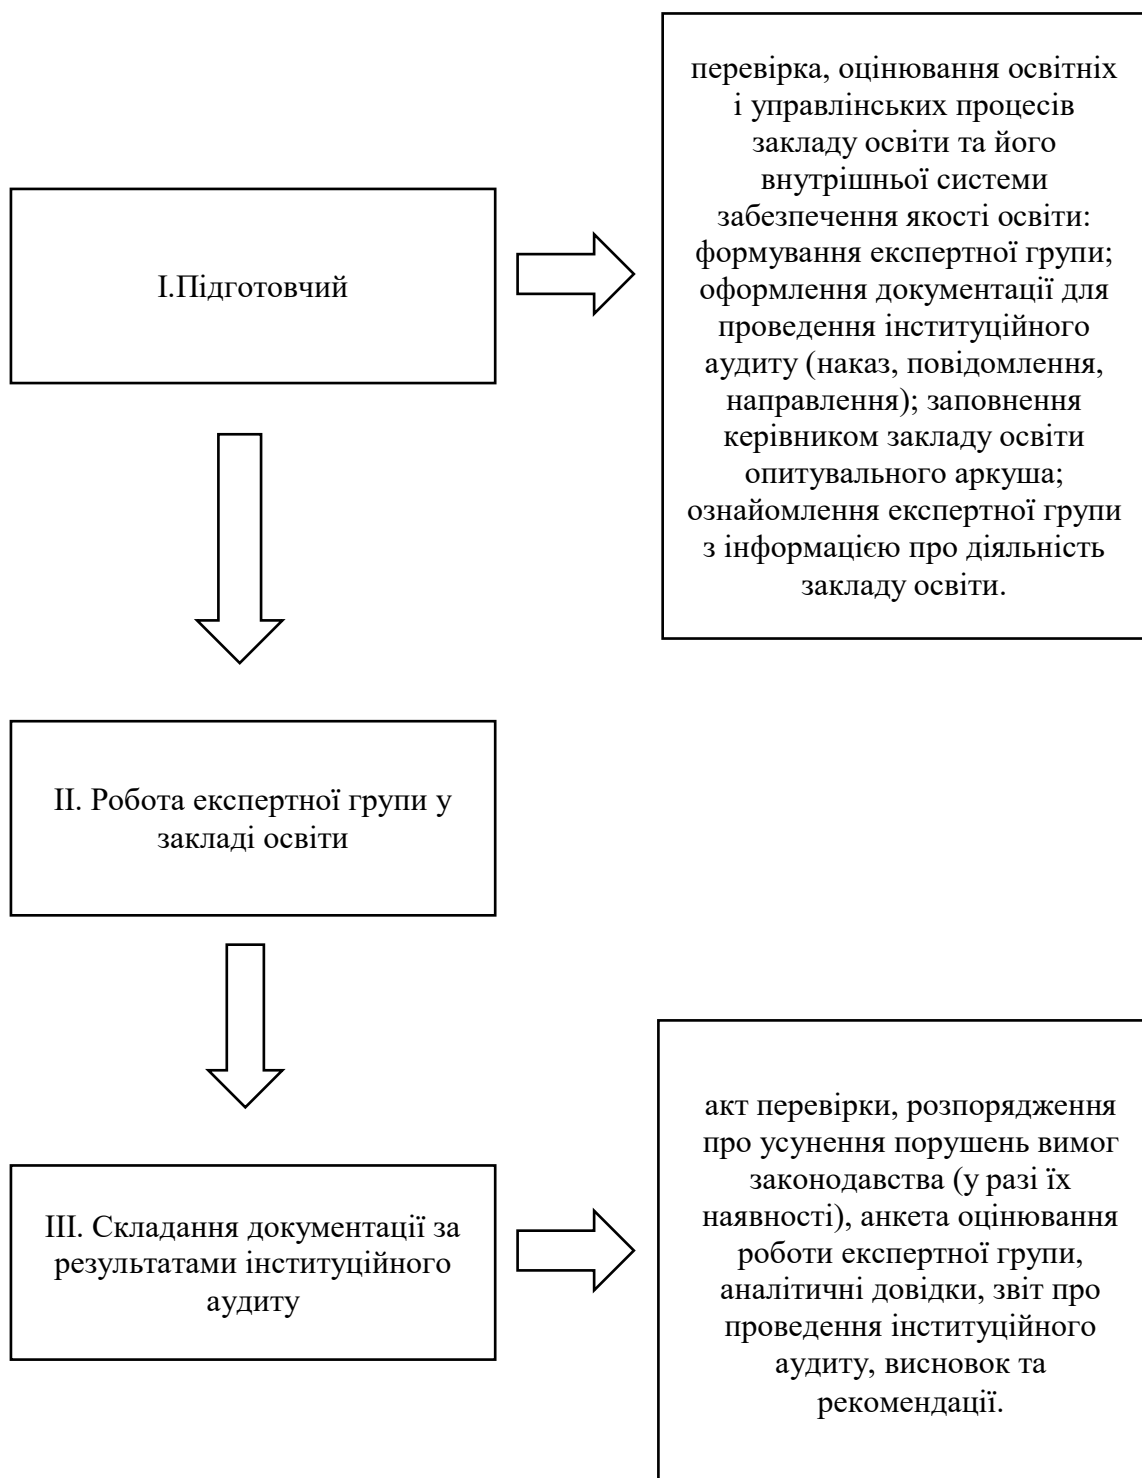 І.Підготовчий
перевірка, оцінювання освітніх
і управлінських процесів
закладу освіти та його
внутрішньої системи
забезпечення якості освіти:
формування експертної групи;
оформлення документації для
проведення інституційного
аудиту (наказ, повідомлення,
направлення); заповнення
керівником закладу освіти
опитувального аркуша;
ознайомлення експертної групи
з інформацією про діяльність
закладу освіти.
ІІ. Робота експертної групи у
закладі освіти
ІІІ. Складання документації за
результатами інституційного
аудиту
акт перевірки, розпорядження
про усунення порушень вимог
законодавства (у разі їх
наявності), анкета оцінювання
роботи експертної групи,
аналітичні довідки, звіт про
проведення інституційного
аудиту, висновок та
рекомендації.